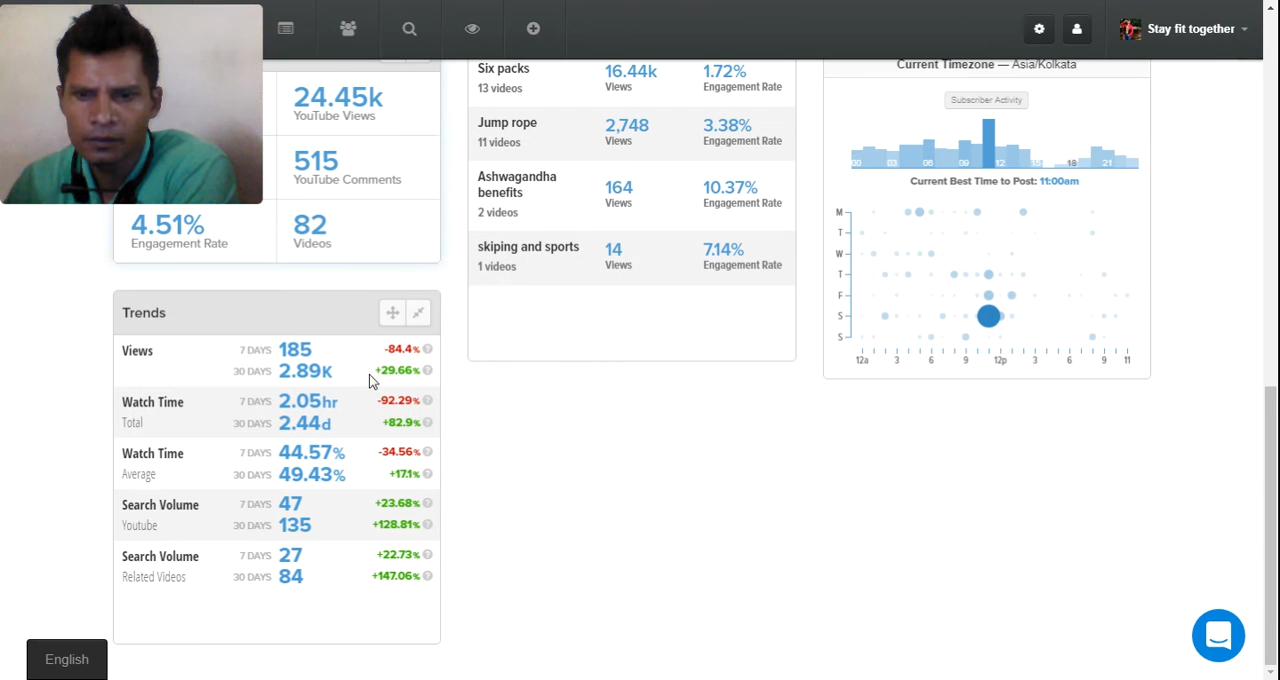 Stay fit together
24.45k
YouTube Views
515
YouTube Comments
4.51%
Engagement Rate
82
Videos
Trends
Views
7 DAYS 185 -84.4%
30 DAYS 2.89K +29.66%
Watch Time
Total
7 DAYS 2.05hr -92.29%
30 DAYS 2.44d +82.9%
Watch Time
Average
7 DAYS 44.57% -34.56%
30 DAYS 49.43% +17.1%
Search Volume
Youtube
7 DAYS 47 +23.68%
30 DAYS 135 +128.81%
Search Volume
Related Videos
7 DAYS 27 +22.73%
30 DAYS 84 +147.06%
English
Six packs
13 videos
16.44k
Views
1.72%
Engagement Rate
Jump rope
11 videos
2,748
Views
3.38%
Engagement Rate
Ashwagandha
benefits
2 videos
164
Views
10.37%
Engagement Rate
skiping and sports
1 videos
14
Views
7.14%
Engagement Rate
Current Timezone — Asia/Kolkata
Subscriber Activity
00 03 06 09 12 15 18 21
Current Best Time to Post: 11:00am
M
T
W
T
F
S
S
12a 3 6 9 12p 3 6 9 11